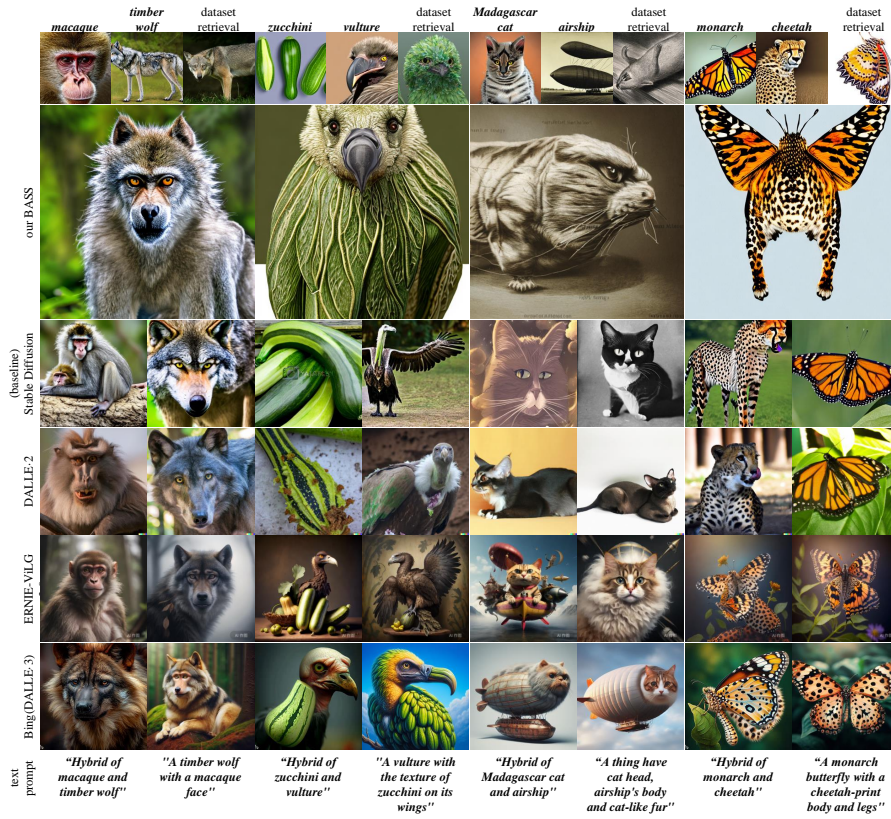 macaque
timber
wolf
dataset
retrieval
zucchini
vulture
dataset
retrieval
Madagascar
cat
airship
dataset
retrieval
monarch
cheetah
dataset
retrieval
our BASS
(baseline)
Stable Diffusion
DALLE·2
ERNIE-ViLG
Bing(DALLE·3)
text
prompt
“Hybrid of
macaque and
timber wolf"
"A timber wolf
with a macaque
face"
“Hybrid of
zucchini and
vulture"
"A vulture with
the texture of
zucchini on its
wings"
“Hybrid of
Madagascar cat
and airship"
“A thing have
cat head,
airship's body
and cat-like fur"
“Hybrid of
monarch and
cheetah"
“A monarch
butterfly with a
cheetah-print
body and legs"